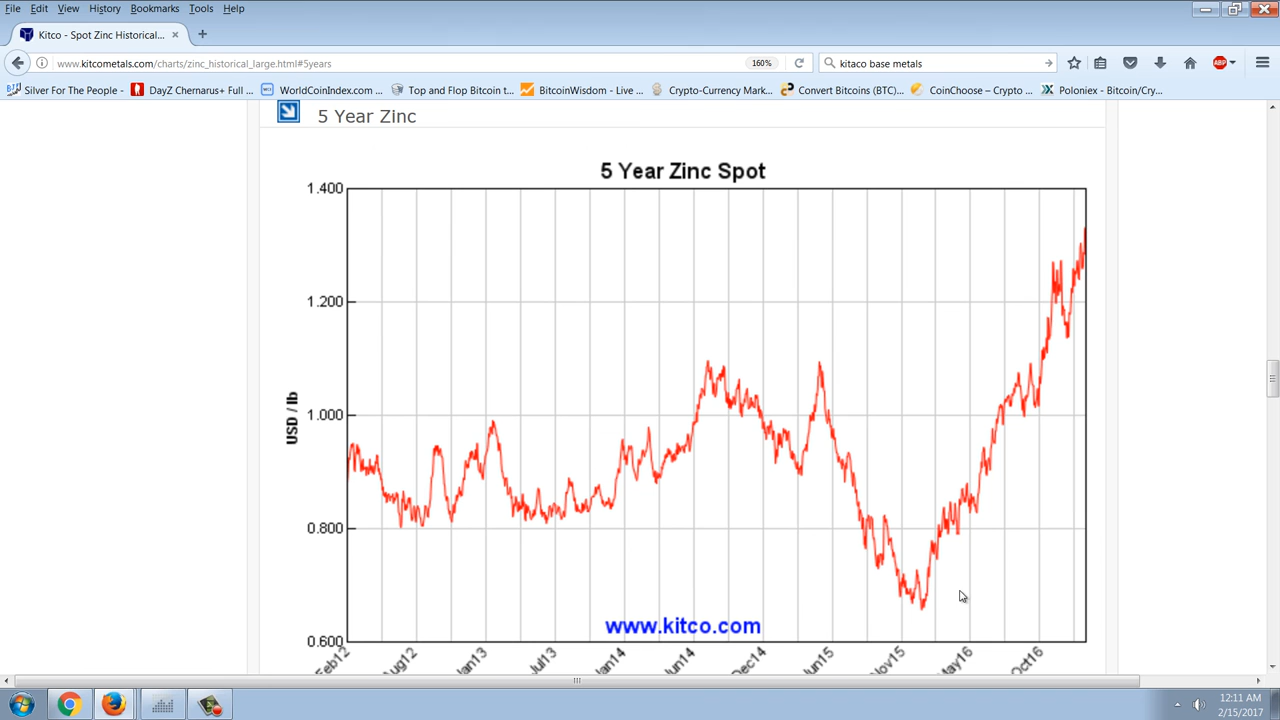 File Edit View History Bookmarks Tools Help
Kitco - Spot Zinc Historical...
www.kitcometals.com/charts/zinc_historical_large.html#5years 160% kitaco base metals
Silver For The People - DayZ Chernarus+ Full ... WorldCoinIndex.com ... Top and Flop Bitcoin t... BitcoinWisdom - Live ... Crypto-Currency Mark... Convert Bitcoins (BTC)... CoinChoose – Crypto ... Poloniex - Bitcoin/Cry...
5 Year Zinc
5 Year Zinc Spot
1.400
1.200
1.000
0.800
0.600
USD / lb
www.kitco.com
Feb12 Aug12 Jan13 Jul13 Jan14 Jun14 Dec14 Jun15 Nov15 May16 Oct16
12:11 AM
2/15/2017